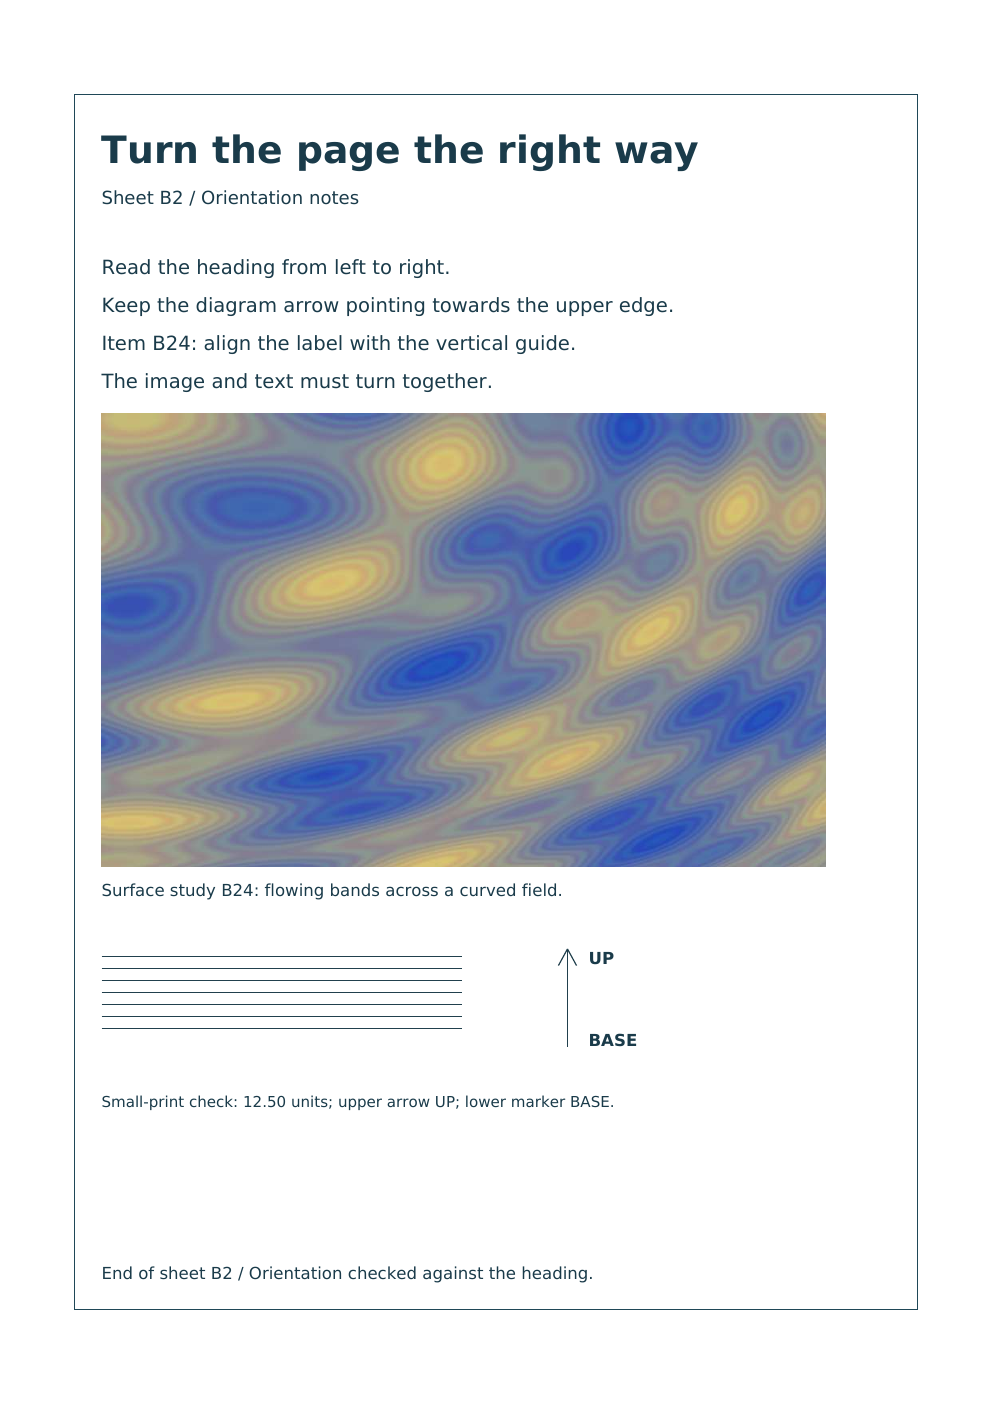 Turn the page the right way
Sheet B2 / Orientation notes
Read the heading from left to right.
Keep the diagram arrow pointing towards the upper edge.
Item B24: align the label with the vertical guide.
The image and text must turn together.
Surface study B24: flowing bands across a curved field.
UP
BASE
Small-print check: 12.50 units; upper arrow UP; lower marker BASE.
End of sheet B2 / Orientation checked against the heading.